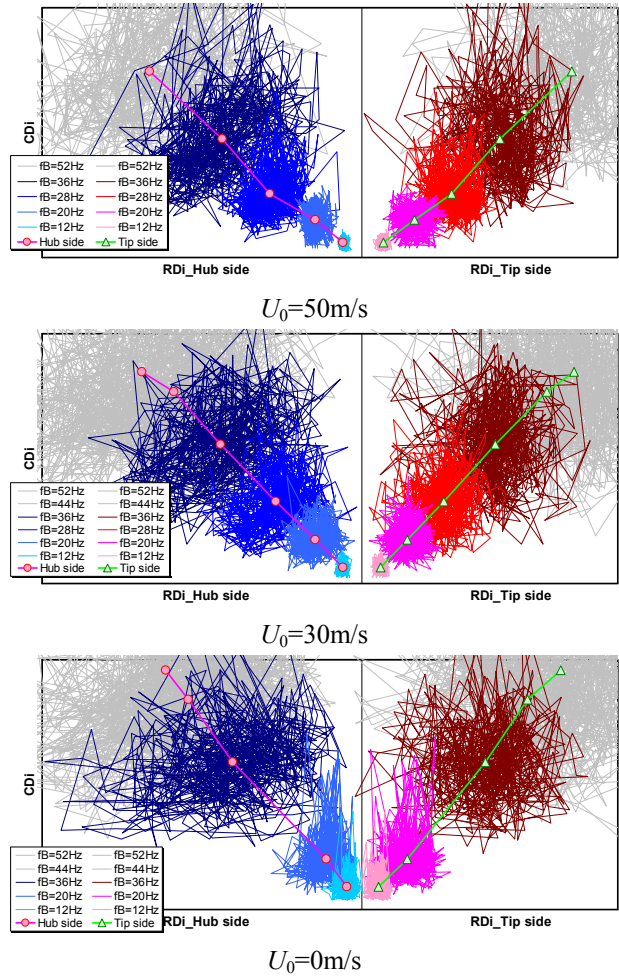 CDi
fB=52Hz fB=52Hz
fB=36Hz fB=36Hz
fB=28Hz fB=28Hz
fB=20Hz fB=20Hz
fB=12Hz fB=12Hz
Hub side Tip side
RDi_Hub side RDi_Tip side
U0=50m/s
CDi
fB=52Hz fB=52Hz
fB=44Hz fB=44Hz
fB=36Hz fB=36Hz
fB=28Hz fB=28Hz
fB=20Hz fB=20Hz
fB=12Hz fB=12Hz
Hub side Tip side
RDi_Hub side RDi_Tip side
U0=30m/s
CDi
fB=52Hz fB=52Hz
fB=44Hz fB=44Hz
fB=36Hz fB=36Hz
fB=20Hz fB=20Hz
fB=12Hz fB=12Hz
Hub side Tip side
RDi_Hub side RDi_Tip side
U0=0m/s